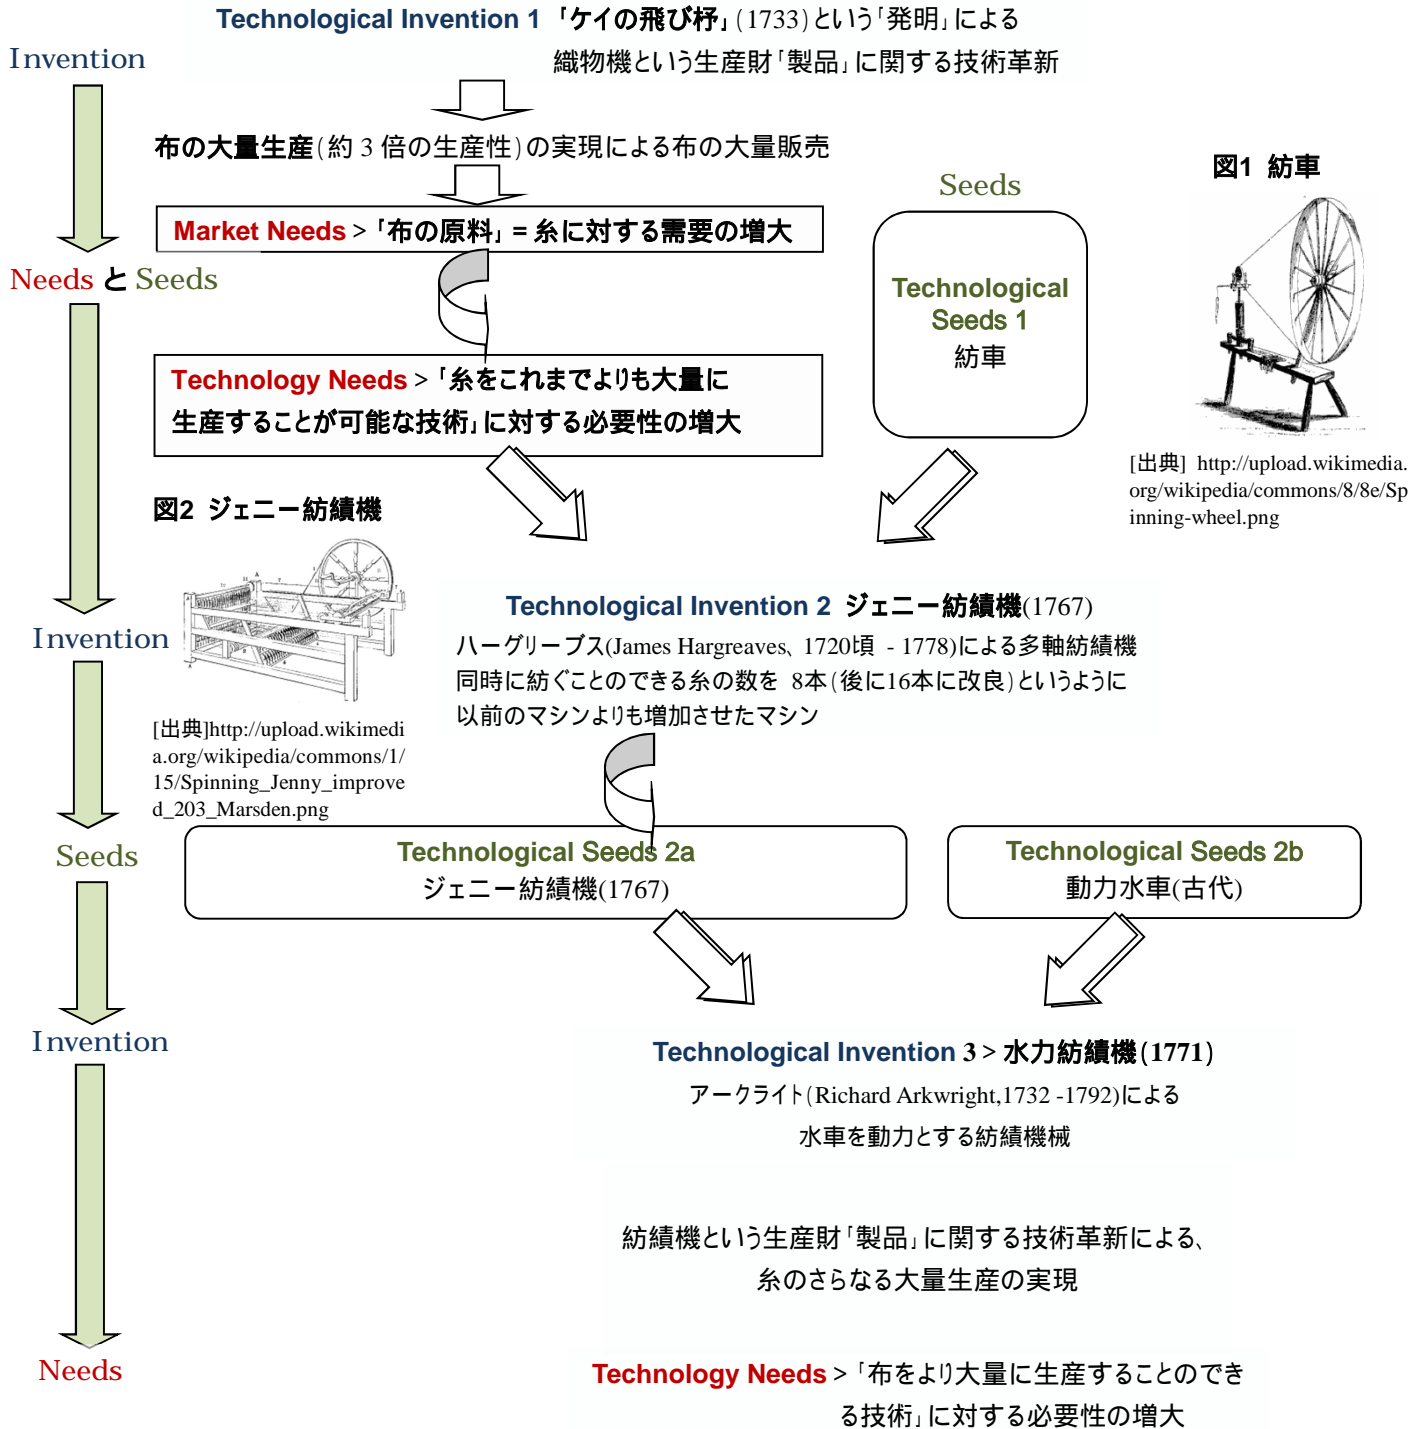 Technological Invention 1 「ケイの飛び杼」(1733)という「発明」による
織物機という生産財「製品」に関する技術革新
Invention
布の大量生産(約3倍の生産性)の実現による布の大量販売
Market Needs > 「布の原料」=糸に対する需要の増大
Needs と Seeds
Technology Needs > 「糸をこれまでよりも大量に
生産することが可能な技術」に対する必要性の増大
Seeds
Technological
Seeds 1
紡車
図1 紡車
[出典] http://upload.wikimedia.
org/wikipedia/commons/8/8e/Sp
inning-wheel.png
図2 ジェニー紡績機
[出典]http://upload.wikimedi
a.org/wikipedia/commons/1/
15/Spinning_Jenny_improve
d_203_Marsden.png
Invention
Technological Invention 2 ジェニー紡績機(1767)
ハーグリーブス(James Hargreaves、1720頃 - 1778)による多軸紡績機
同時に紡ぐことのできる糸の数を 8本(後に16本に改良)というように
以前のマシンよりも増加させたマシン
Seeds
Technological Seeds 2a
ジェニー紡績機(1767)
Technological Seeds 2b
動力水車(古代)
Invention
Technological Invention 3 > 水力紡績機(1771)
アークライト(Richard Arkwright,1732 -1792)による
水車を動力とする紡績機械
紡績機という生産財「製品」に関する技術革新による、
糸のさらなる大量生産の実現
Needs
Technology Needs > 「布をより大量に生産することのでき
る技術」に対する必要性の増大